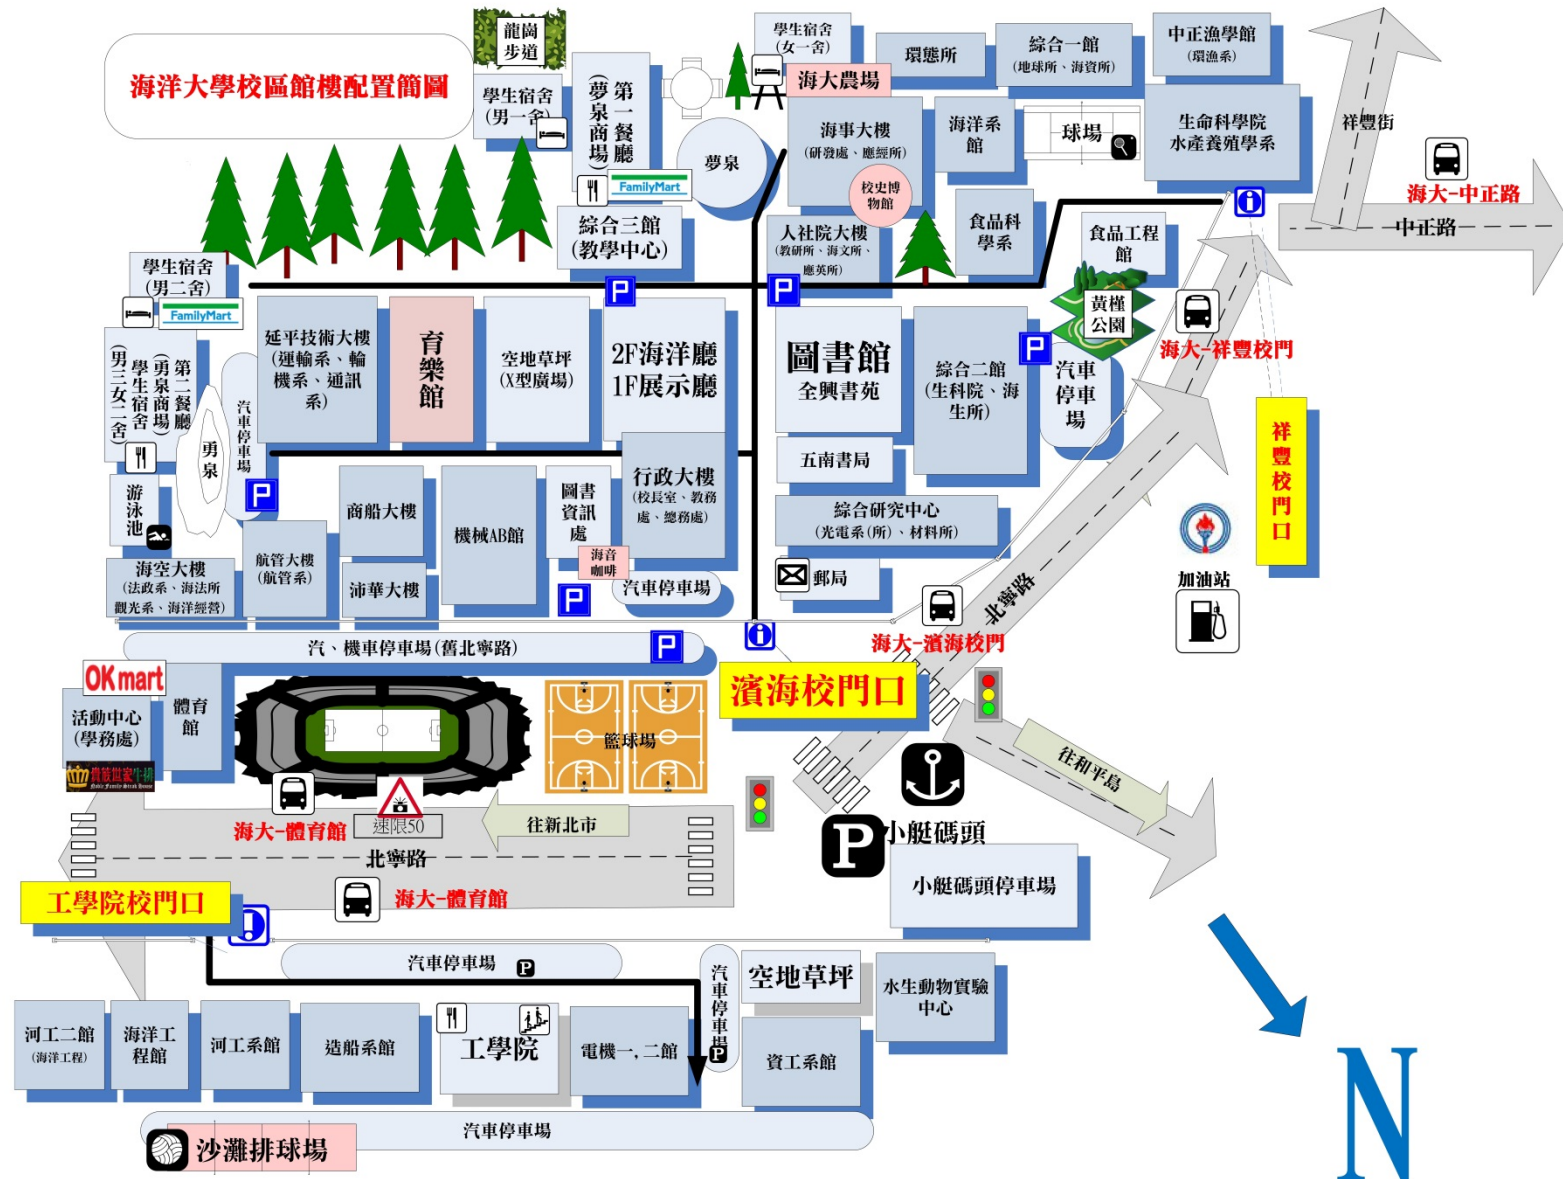 海洋大學校區館樓配置簡圖
龍崗
步道
學生宿舍
(男一舍)
第一餐廳
(夢泉商場)
FamilyMart
夢泉
綜合三館
(教學中心)
學生宿舍
(女一舍)
海大農場
環態所
綜合一館
(地球所、海資所)
中正漁學館
(環漁系)
海事大樓
(研發處、應經所)
海洋系
館
球場
生命科學院
水產養殖學系
校史博
物館
人社院大樓
(教研所、海文所、
應英所)
食品科
學系
食品工程
館
祥豐街
海大-中正路
中正路
學生宿舍
(男二舍)
FamilyMart
第二餐廳
(勇泉商場)
學生宿舍
(男三女二舍)
勇泉
汽車停車場
游泳池
延平技術大樓
(運輸系、輪
機系、通訊
系)
育樂館
空地草坪
(X型廣場)
2F海洋廳
1F展示廳
P
P
P
圖書館
全興書苑
綜合二館
(生科院、海
生所)
黃槿
公園
汽車
停車
場
海大-祥豐校門
祥豐校門口
P
商船大樓
機械AB館
圖書
資訊
處
海音
咖啡
行政大樓
(校長室、教務
處、總務處)
五南書局
綜合研究中心
(光電系(所)、材料所)
郵局
海空大樓
(法政系、海法所
觀光系、海洋經營)
航管大樓
(航管系)
沛華大樓
P
汽車停車場
北寧路
加油站
海大-濱海校門
汽、機車停車場(舊北寧路)
P
濱海校門口
OK mart
活動中心
(學務處)
貴族世家牛排
Noble Family Steak House
體育
館
籃球場
往和平島
海大-體育館
速限50
往新北市
北寧路
海大-體育館
P
小艇碼頭
小艇碼頭停車場
工學院校門口
汽車停車場
P
汽車停車場
P
空地草坪
水生動物實驗
中心
河工二館
(海洋工程)
海洋工
程館
河工系館
造船系館
工學院
電機一,二館
資工系館
汽車停車場
沙灘排球場
N